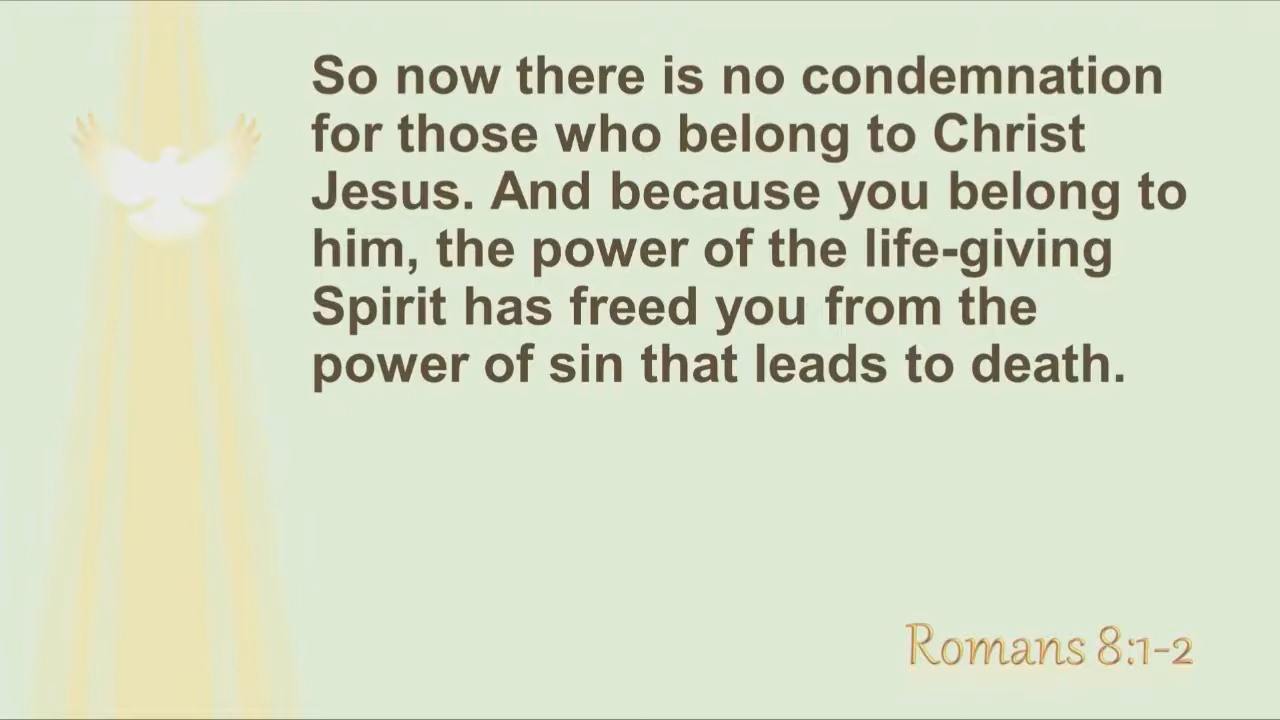 So now there is no condemnation
for those who belong to Christ
Jesus. And because you belong to
him, the power of the life-giving
Spirit has freed you from the
power of sin that leads to death.
Romans 8:1-2